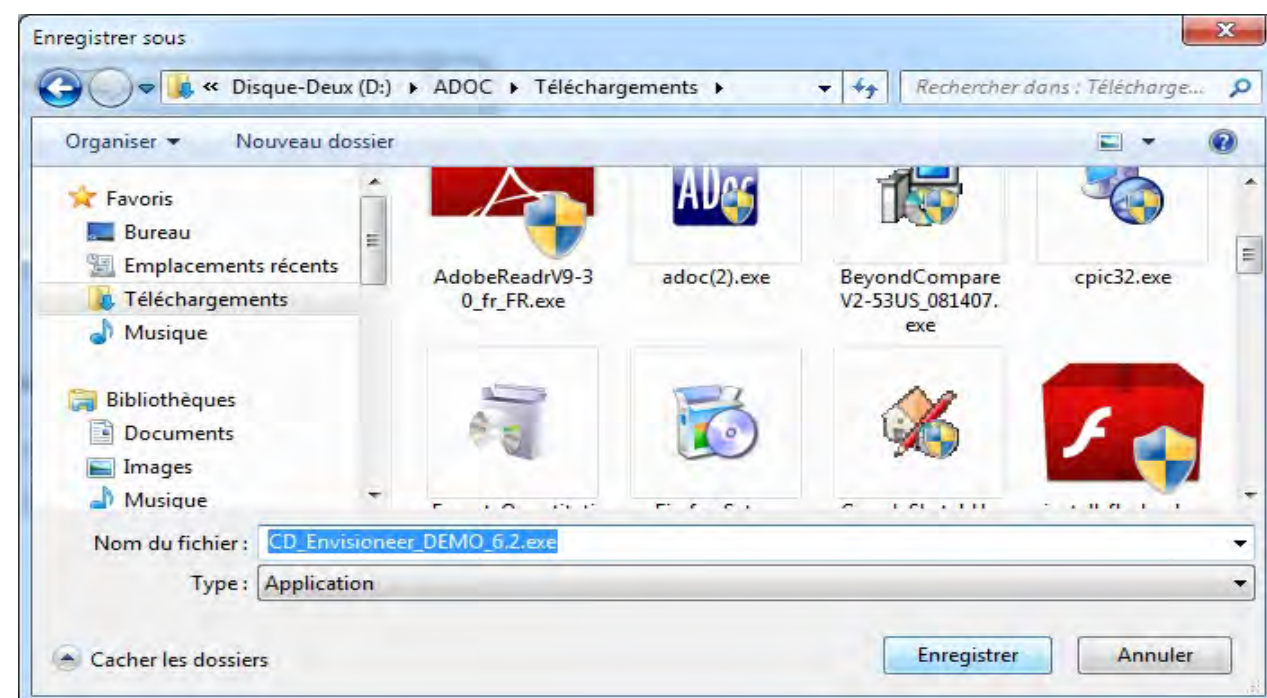 Enregistrer sous
« Disque-Deux (D:) ADOC Téléchargements
Rechercher dans : Télécharge...
Organiser
Nouveau dossier
Favoris
Bureau
Emplacements récents
Téléchargements
Musique
Bibliothèques
Documents
Images
Musique
ADoc
AdobeReadrV9-3
0_fr_FR.exe
adoc(2).exe
BeyondCompare
V2-53US_081407.
exe
cpic32.exe
Nom du fichier :
CD_Envisioneer_DEMO_6.2.exe
Type :
Application
Cacher les dossiers
Enregistrer
Annuler